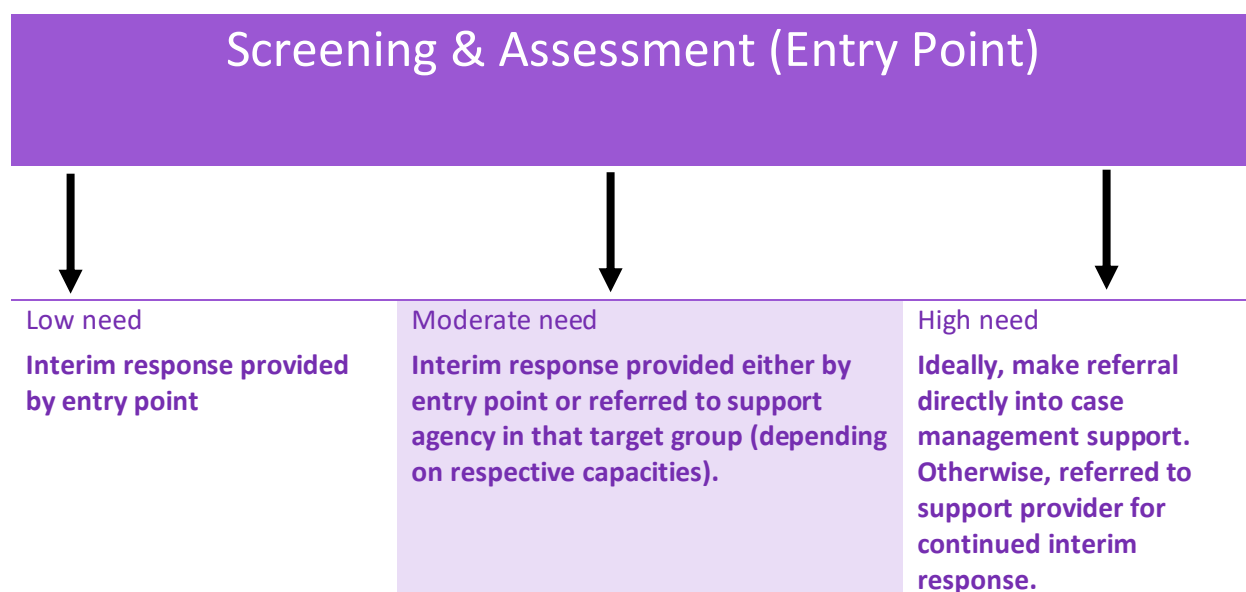 Screening & Assessment (Entry Point)
Low need
Interim response provided
by entry point
Moderate need
Interim response provided either by
entry point or referred to support
agency in that target group (depending
on respective capacities).
High need
Ideally, make referral
directly into case
management support.
Otherwise, referred to
support provider for
continued interim
response.